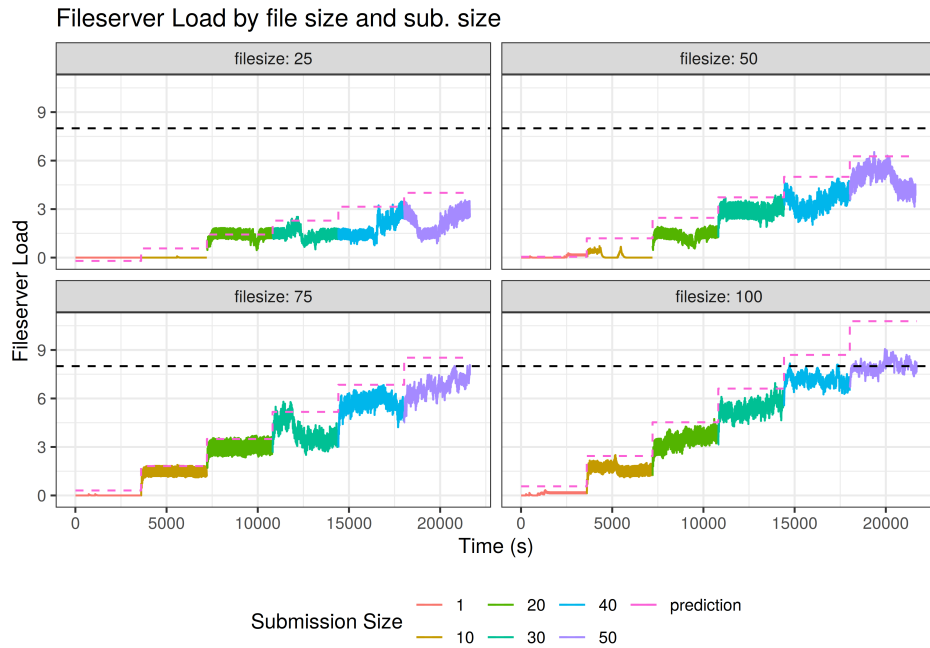 Fileserver Load by file size and sub. size
filesize: 25
filesize: 50
9
6
3
0
filesize: 75
filesize: 100
9
6
3
0
Fileserver Load
0 5000 10000 15000 20000
0 5000 10000 15000 20000
Time (s)
Submission Size
1 20 40 prediction
10 30 50